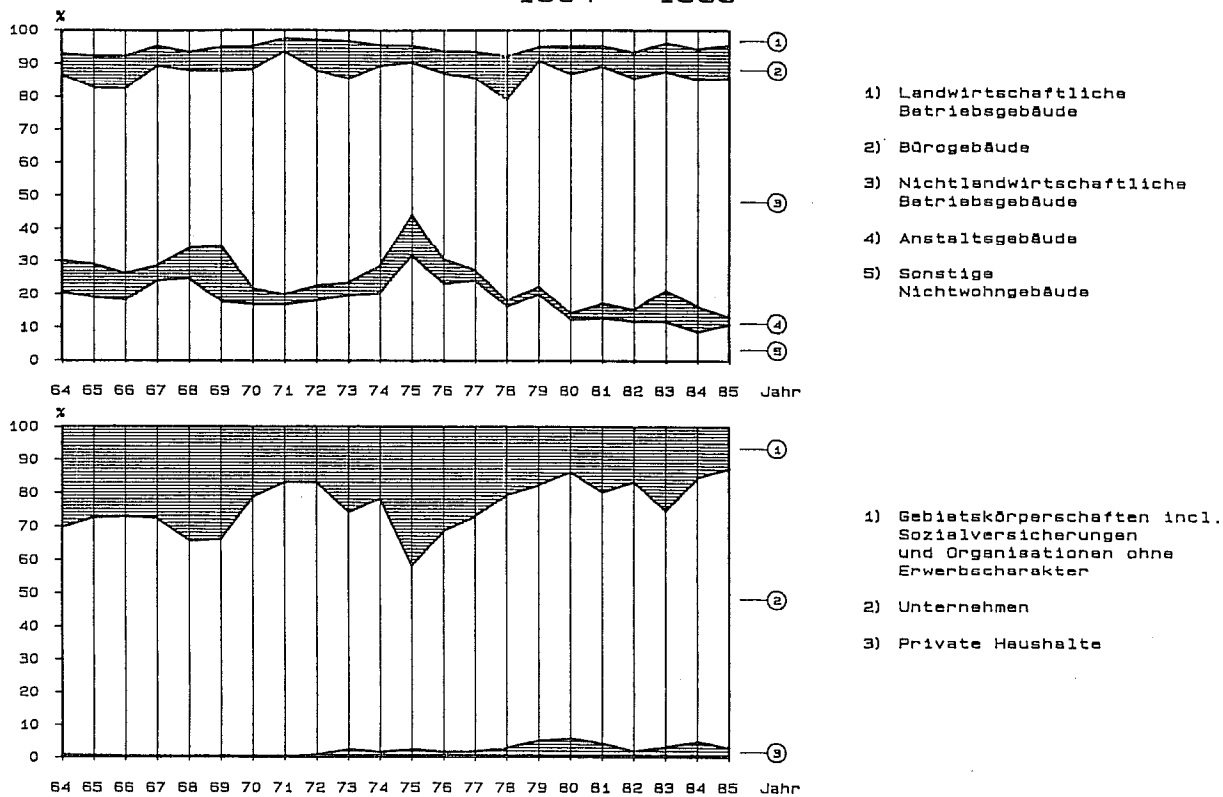 %
100
90
80
70
60
50
40
30
20
10
0
1
2
3
4
5
64 65 66 67 68 69 70 71 72 73 74 75 76 77 78 79 80 81 82 83 84 85 Jahr
1) Landwirtschaftliche
Betriebsgebäude
2) Bürogebäude
3) Nichtlandwirtschaftliche
Betriebsgebäude
4) Anstaltsgebäude
5) Sonstige
Nichtwohngebäude
%
100
90
80
70
60
50
40
30
20
10
0
1
2
3
64 65 66 67 68 69 70 71 72 73 74 75 76 77 78 79 80 81 82 83 84 85 Jahr
1) Gebietskörperschaften incl.
Sozialversicherungen
und Organisationen ohne
Erwerbscharakter
2) Unternehmen
3) Private Haushalte